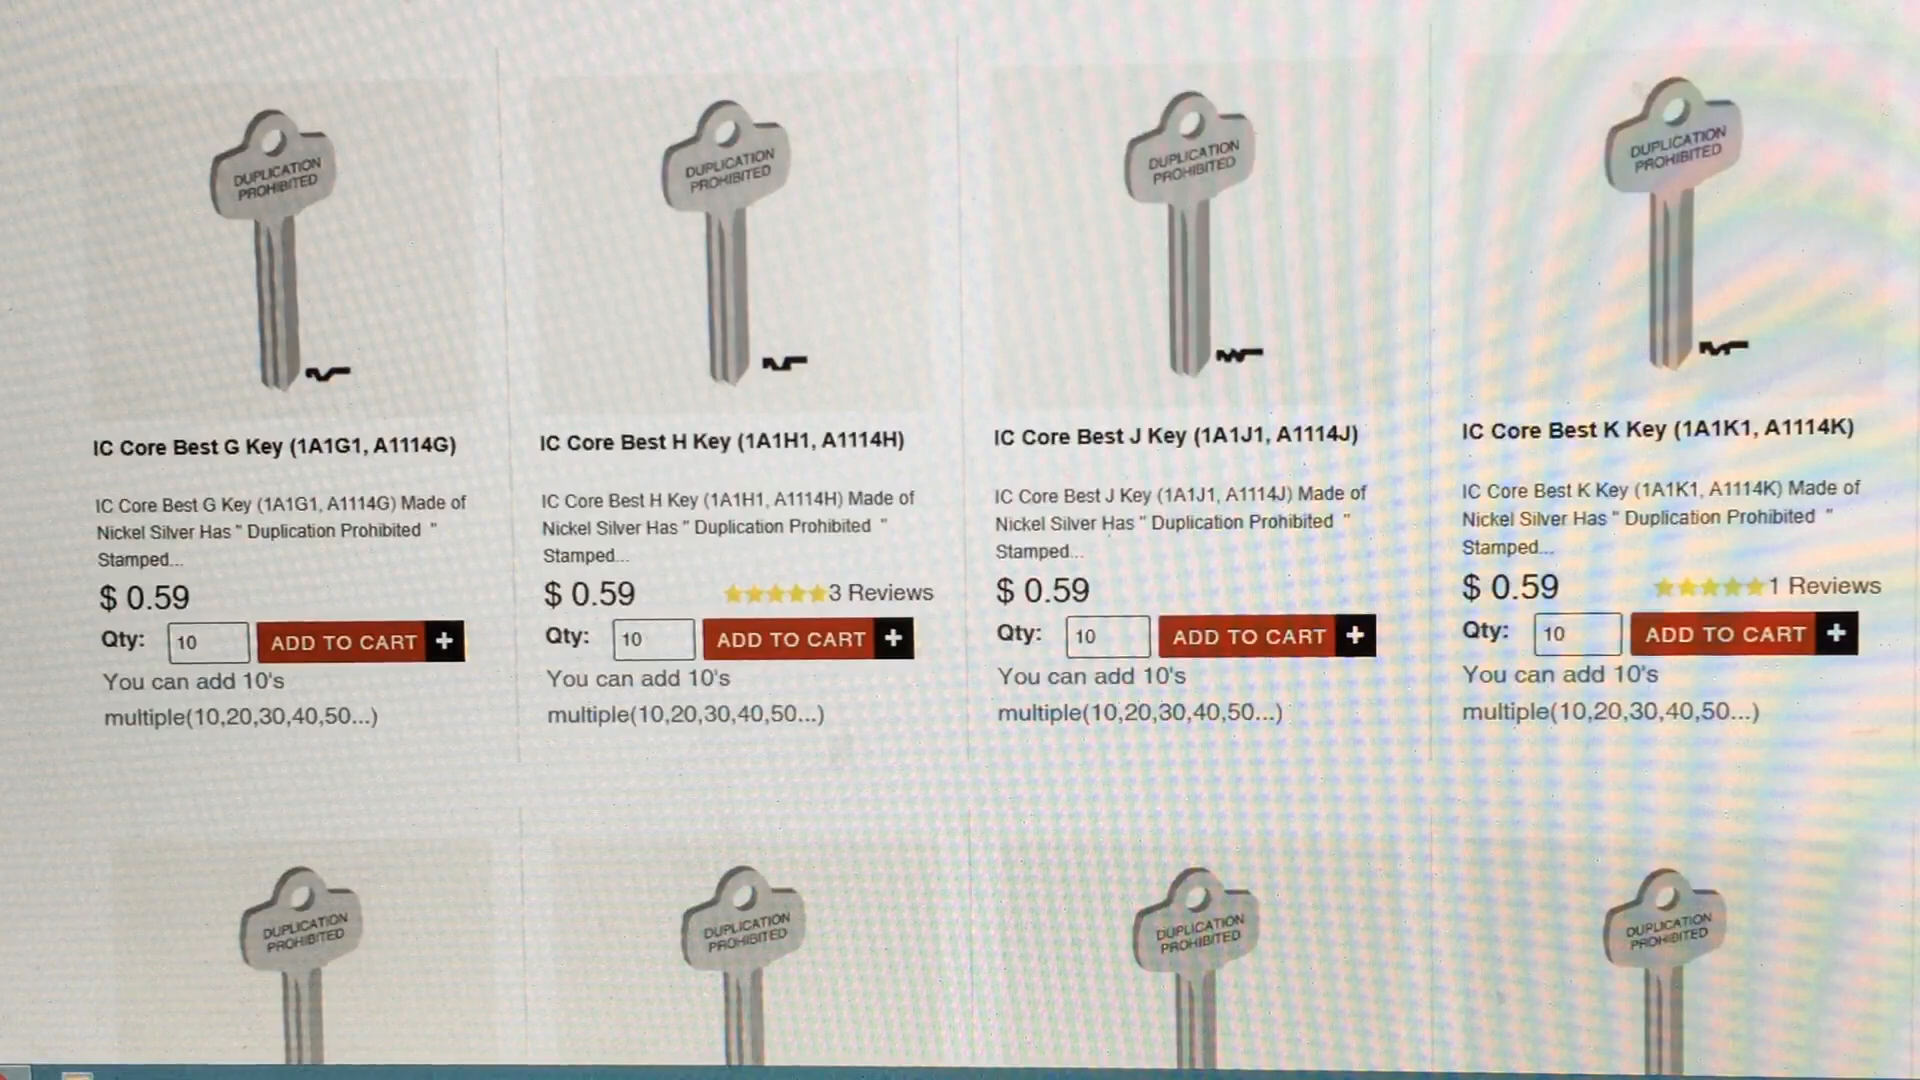 DUPLICATION
PROHIBITED
DUPLICATION
PROHIBITED
DUPLICATION
PROHIBITED
DUPLICATION
PROHIBITED
IC Core Best G Key (1A1G1, A1114G)
IC Core Best G Key (1A1G1, A1114G) Made of
Nickel Silver Has " Duplication Prohibited "
Stamped...
$ 0.59
Qty: 10 ADD TO CART +
You can add 10's
multiple(10,20,30,40,50...)
IC Core Best H Key (1A1H1, A1114H)
IC Core Best H Key (1A1H1, A1114H) Made of
Nickel Silver Has " Duplication Prohibited "
Stamped...
$ 0.59 3 Reviews
Qty: 10 ADD TO CART +
You can add 10's
multiple(10,20,30,40,50...)
IC Core Best J Key (1A1J1, A1114J)
IC Core Best J Key (1A1J1, A1114J) Made of
Nickel Silver Has " Duplication Prohibited "
Stamped...
$ 0.59
Qty: 10 ADD TO CART +
You can add 10's
multiple(10,20,30,40,50...)
IC Core Best K Key (1A1K1, A1114K)
IC Core Best K Key (1A1K1, A1114K) Made of
Nickel Silver Has " Duplication Prohibited "
Stamped...
$ 0.59 1 Reviews
Qty: 10 ADD TO CART +
You can add 10's
multiple(10,20,30,40,50...)
DUPLICATION
PROHIBITED
DUPLICATION
PROHIBITED
DUPLICATION
PROHIBITED
DUPLICATION
PROHIBITED